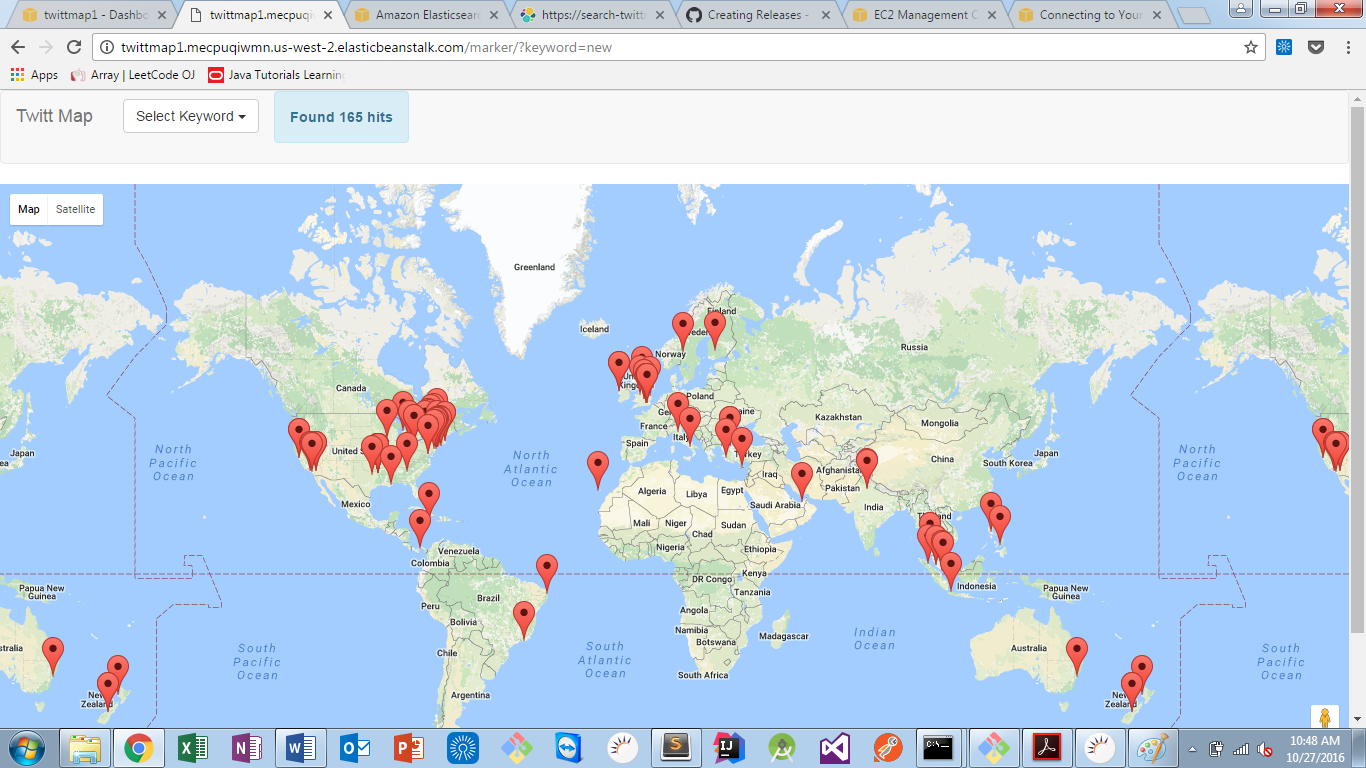 twittmap1 - Dashbo
twittmap1.mecpuqiw
Amazon Elasticsear
https://search-twitt
Creating Releases -
EC2 Management C
Connecting to Your
twittmap1.mecpuqiwmn.us-west-2.elasticbeanstalk.com/marker/?keyword=new
Apps
Array | LeetCode OJ
Java Tutorials Learnin
Twitt Map
Select Keyword
Found 165 hits
Map
Satellite
Greenland
Iceland
Finland
Norway
Russia
Canada
Poland
France
Kazakhstan
Mongolia
Italy
Spain
Turkey
Japan
North
Pacific
Ocean
North
Atlantic
Ocean
Iraq
Afghanistan
China
South Korea
Japan
North
Pacific
Ocean
Pakistan
Mexico
Algeria
Libya
Egypt
Saudi Arabia
India
Mali
Niger
Chad
Sudan
Thailand
Venezuela
Nigeria
Ethiopia
Colombia
DR Congo
Kenya
Tanzania
Indonesia
Papua New
Guinea
Papua New
Guinea
Peru
Brazil
Bolivia
Angola
Namibia
Botswana
Madagascar
Indian
Ocean
South
Pacific
Ocean
South
Atlantic
Ocean
stralia
Australia
South
Pacific
Ocean
Chile
South Africa
Argentina
New
Zealand
New
Zealand
10:48 AM
10/27/2016